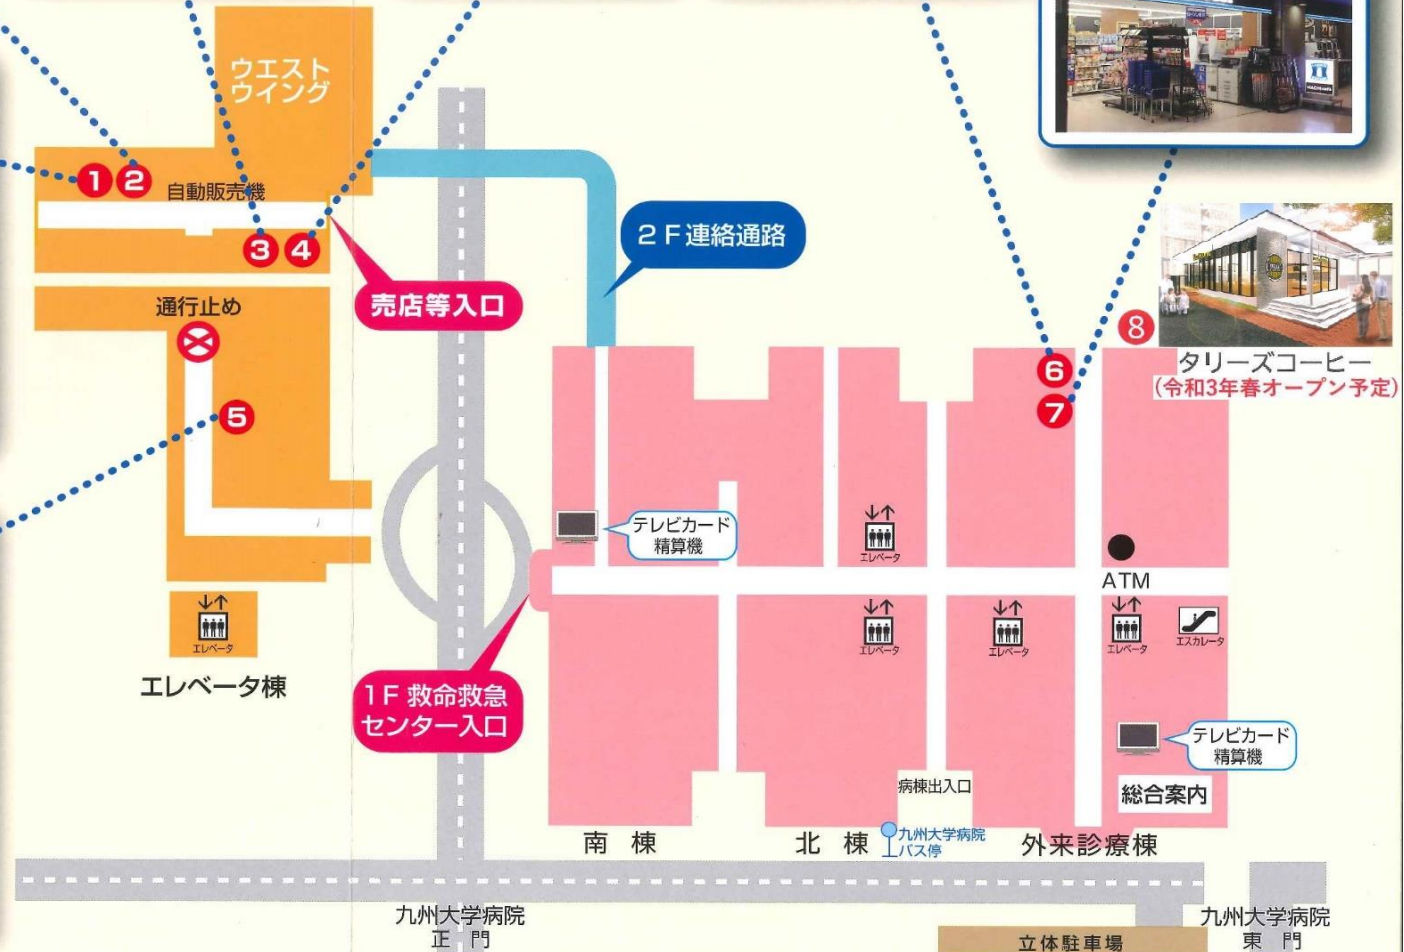 ウエスト
ウイング
1
2
自動販売機
3
4
2F連絡通路
売店等入口
通行止め
5
6
7
8
タリーズコーヒー
(令和3年春オープン予定)
テレビカード
精算機
エレベータ
ATM
エレベータ
エレベータ
エレベータ
エスカレータ
エレベータ
エレベータ棟
1F 救命救急
センター入口
テレビカード
精算機
病棟出入口
総合案内
南 棟
北 棟
九州大学病院
バス停
外来診療棟
九州大学病院
正 門
九州大学病院
東 門
立体駐車場